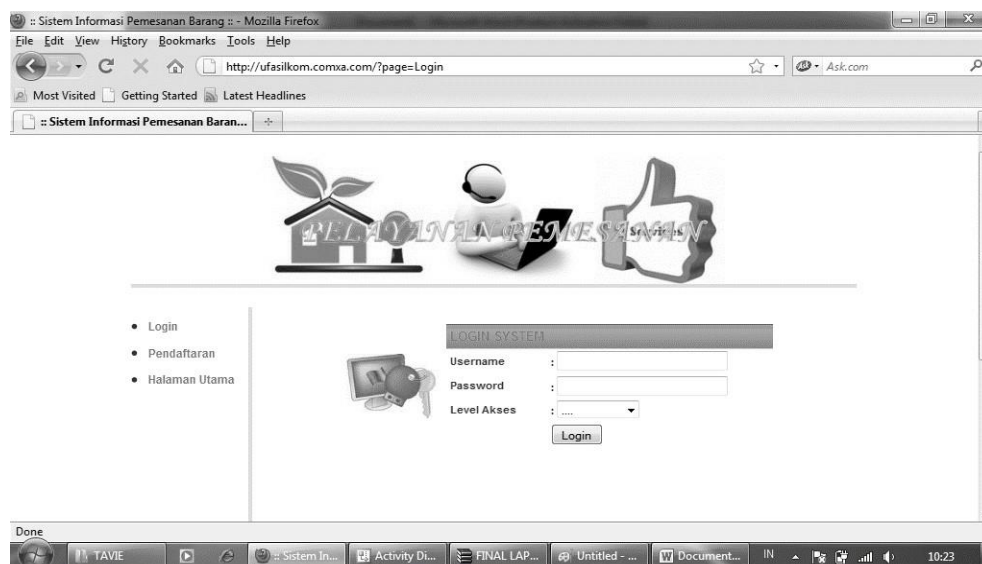 :: Sistem Informasi Pemesanan Barang :: - Mozilla Firefox
File Edit View History Bookmarks Tools Help
http://ufasilkom.comxa.com/?page=Login
Ask.com
Most Visited Getting Started Latest Headlines
:: Sistem Informasi Pemesanan Baran...
PELAYANAN PEMESANAN
Services
Login
Pendaftaran
Halaman Utama
LOGIN SYSTEM
Username :
Password :
Level Akses : ....
Login
Done
TAVIE :: Sistem In... Activity Di... FINAL LAP... Untitled - ... Document... IN 10:23